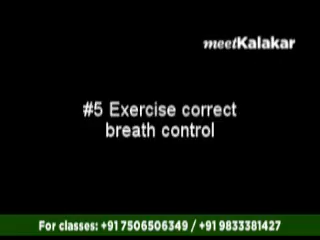 meetKalakar
#5 Exercise correct
breath control
For classes: +91 7506506349 / +91 9833381427